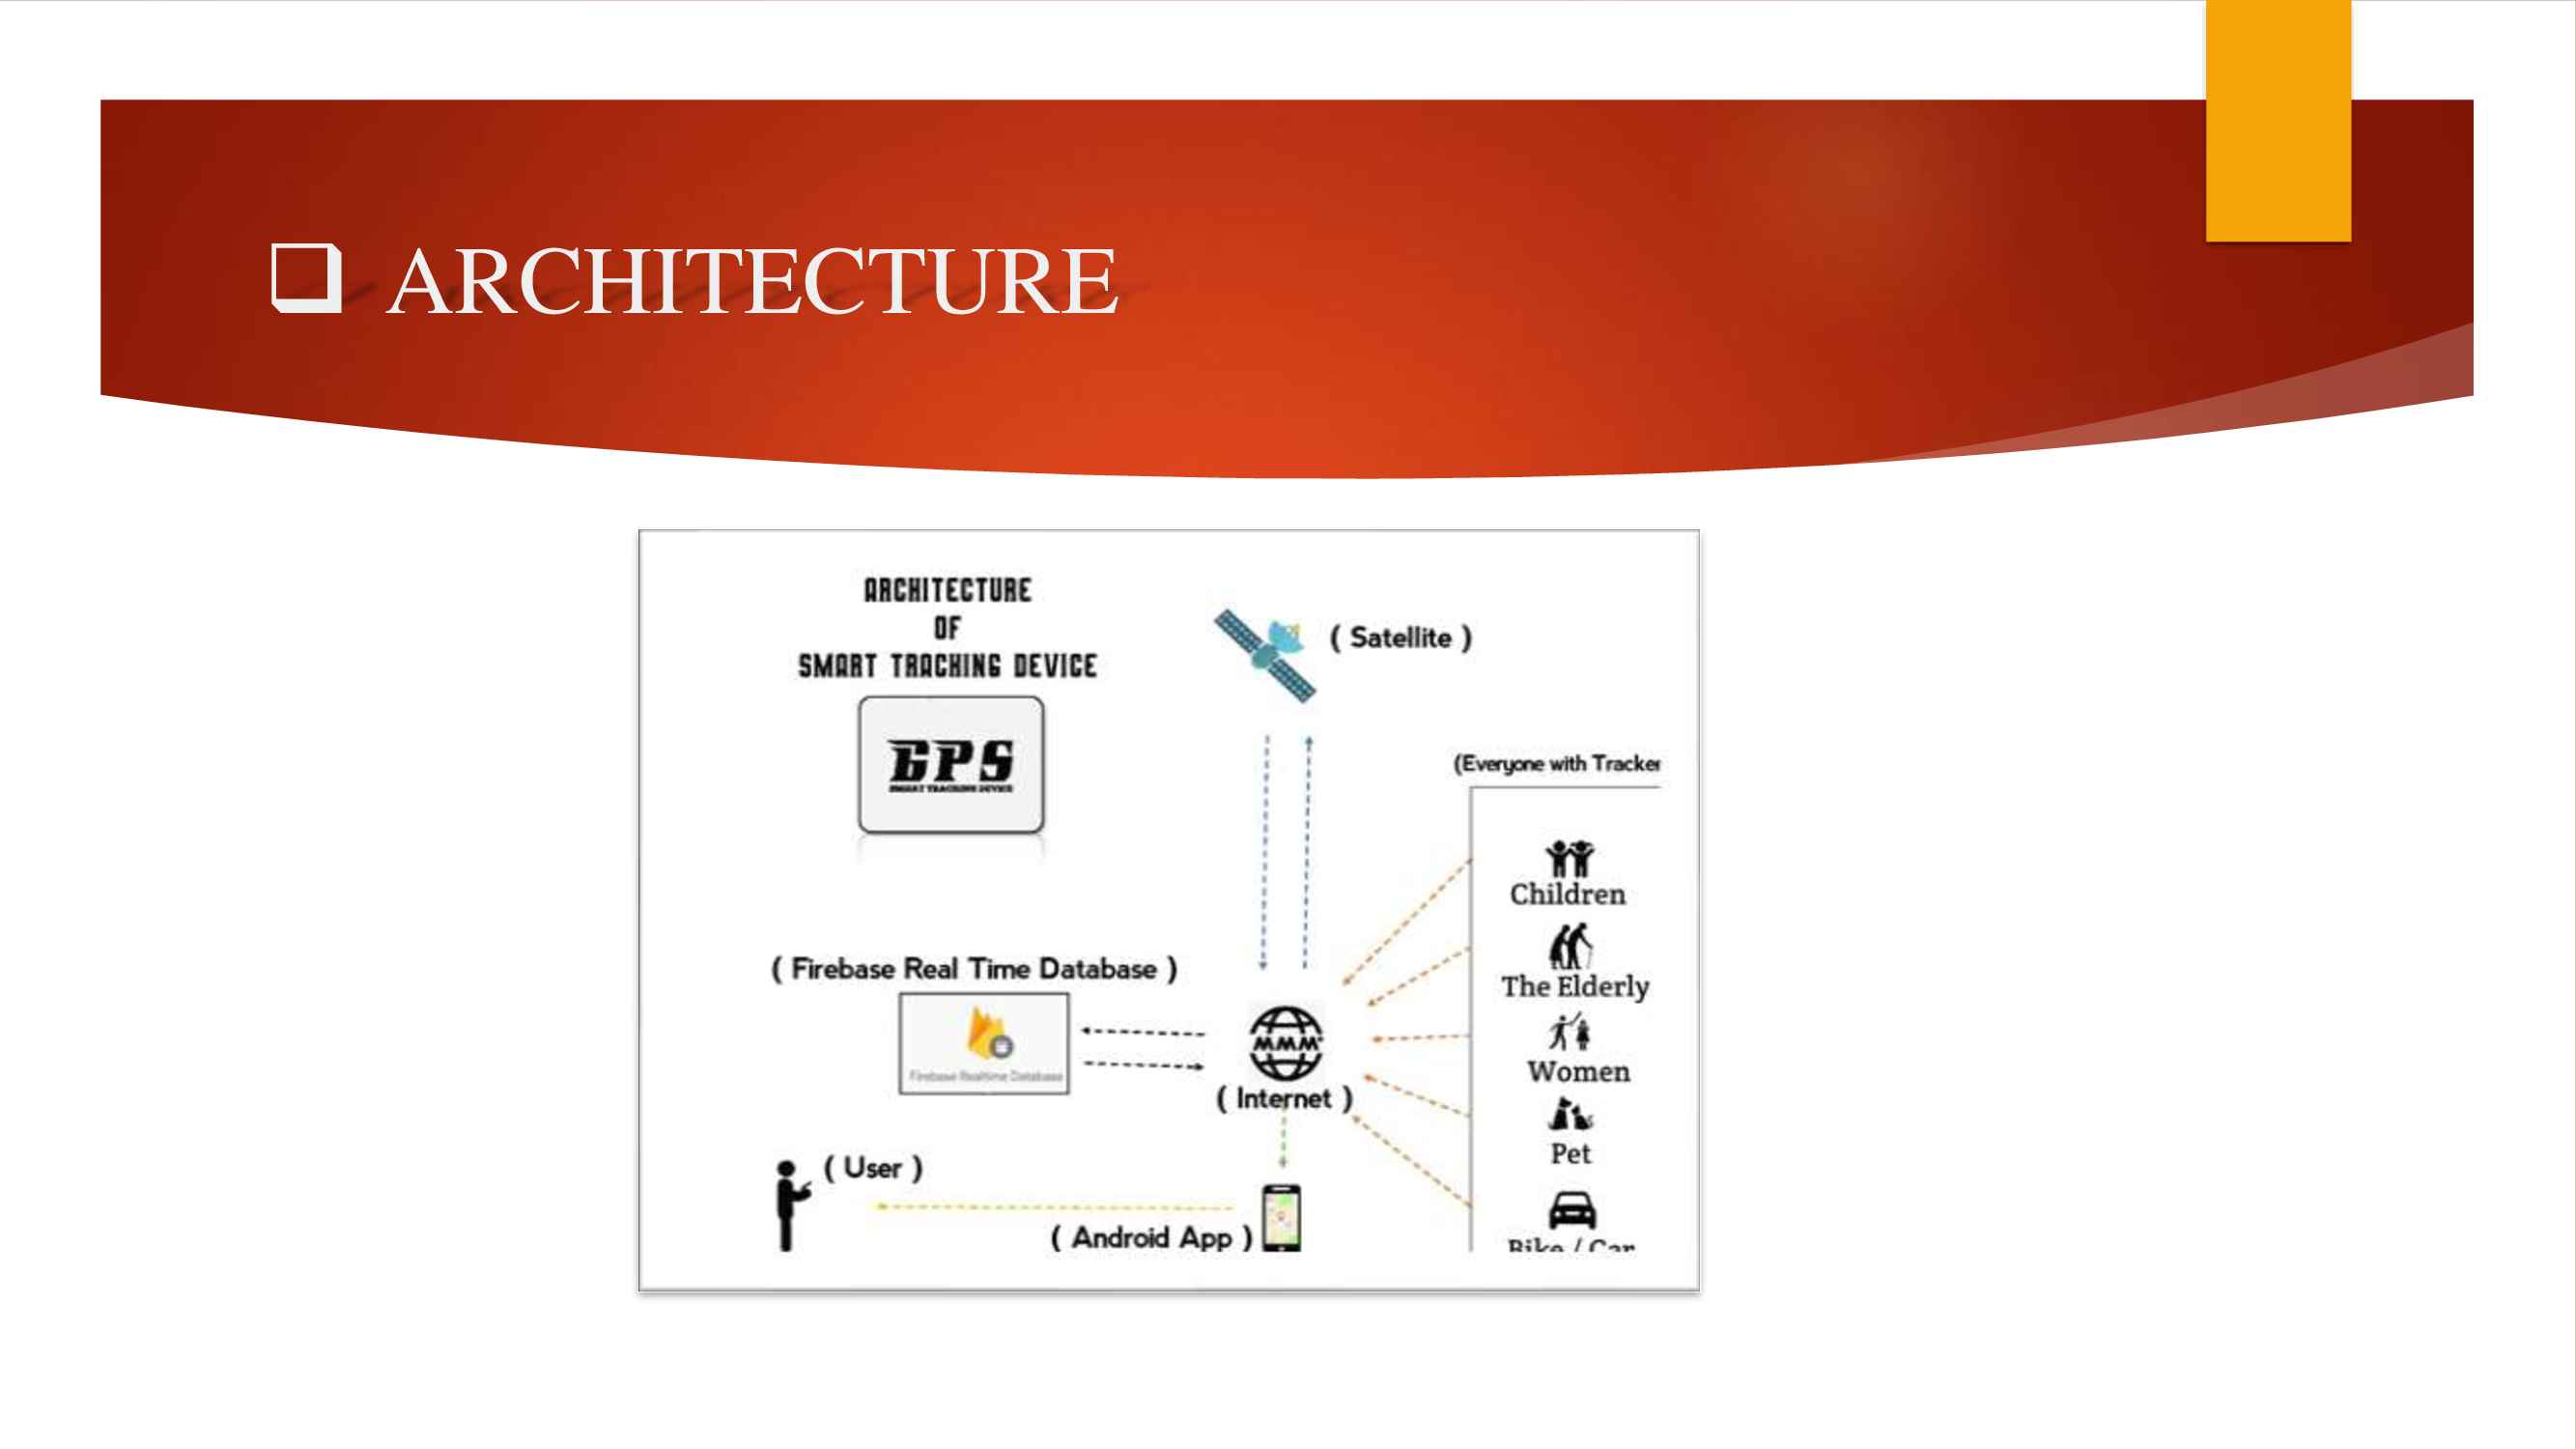 ARCHITECTURE
ARCHITECTURE
OF
SMART TRACKING DEVICE
GPS
SMART TRACKING DEVICE
( Satellite )
(Everyone with Tracker
Children
The Elderly
Women
Pet
Bike / Car
( Firebase Real Time Database )
Firebase Realtime Database
( Internet )
( User )
( Android App )